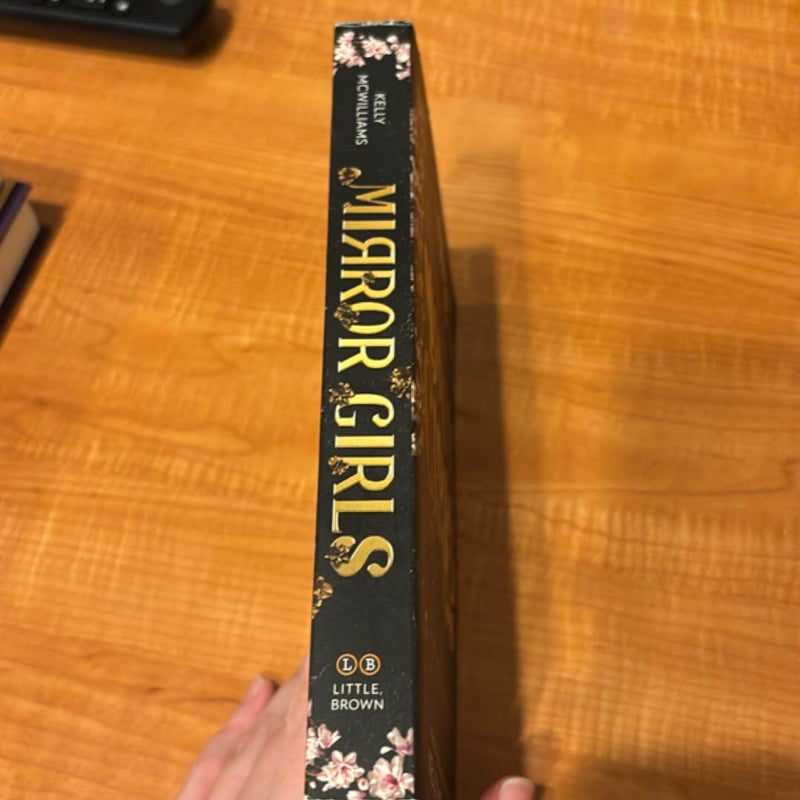 KELLY
MCWILLIAMS
MIRROR GIRLS
LB
LITTLE,
BROWN